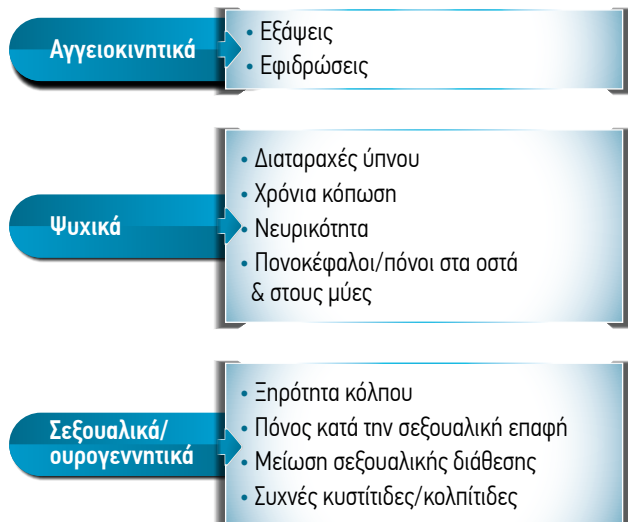 Αγγειοκινητικά
• Εξάψεις
• Εφιδρώσεις
Ψυχικά
• Διαταραχές ύπνου
• Χρόνια κόπωση
• Νευρικότητα
• Πονοκέφαλοι/πόνοι στα οστά
& στους μύες
Σεξουαλικά/
ουρογεννητικά
• Ξηρότητα κόλπου
• Πόνος κατά την σεξουαλική επαφή
• Μείωση σεξουαλικής διάθεσης
• Συχνές κυστίτιδες/κολπίτιδες